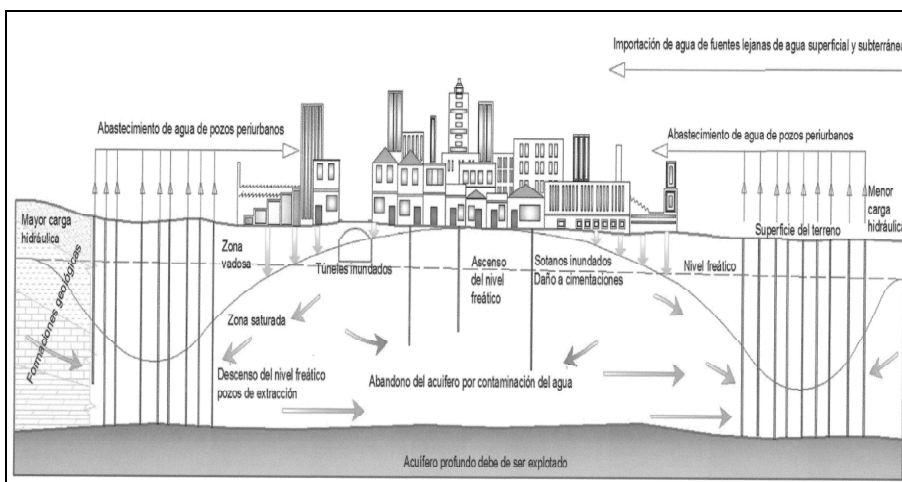 Importación de agua de fuentes lejanas de agua superficial y subterránea
Abastecimiento de agua de pozos periurbanos
Abastecimiento de agua de pozos periurbanos
Mayor carga
hidráulica
Menor
carga
hidráulica
Superficie del terreno
Zona
vadosa
Túneles inundados
Ascenso
del nivel
freático
Sotanos inundados
Daño a cimentaciones
Nivel freático
Formaciones geológicas
Zona saturada
Descenso del nivel freático
pozos de extracción
Abandono del acuifero por contaminación del agua
Acuífero profundo debe de ser explotado